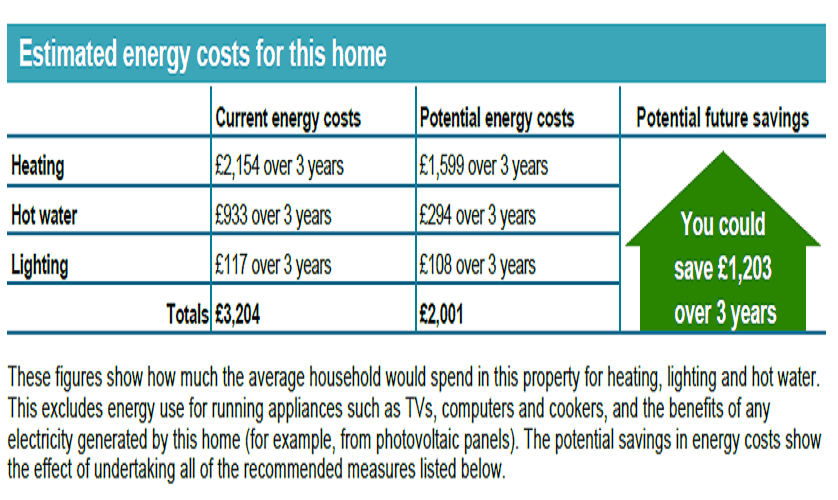 Estimated energy costs for this home
Current energy costs Potential energy costs Potential future savings
Heating £2,154 over 3 years £1,599 over 3 years
Hot water £933 over 3 years £294 over 3 years
Lighting £117 over 3 years £108 over 3 years
Totals £3,204 £2,001
You could
save £1,203
over 3 years
These figures show how much the average household would spend in this property for heating, lighting and hot water.
This excludes energy use for running appliances such as TVs, computers and cookers, and the benefits of any
electricity generated by this home (for example, from photovoltaic panels). The potential savings in energy costs show
the effect of undertaking all of the recommended measures listed below.